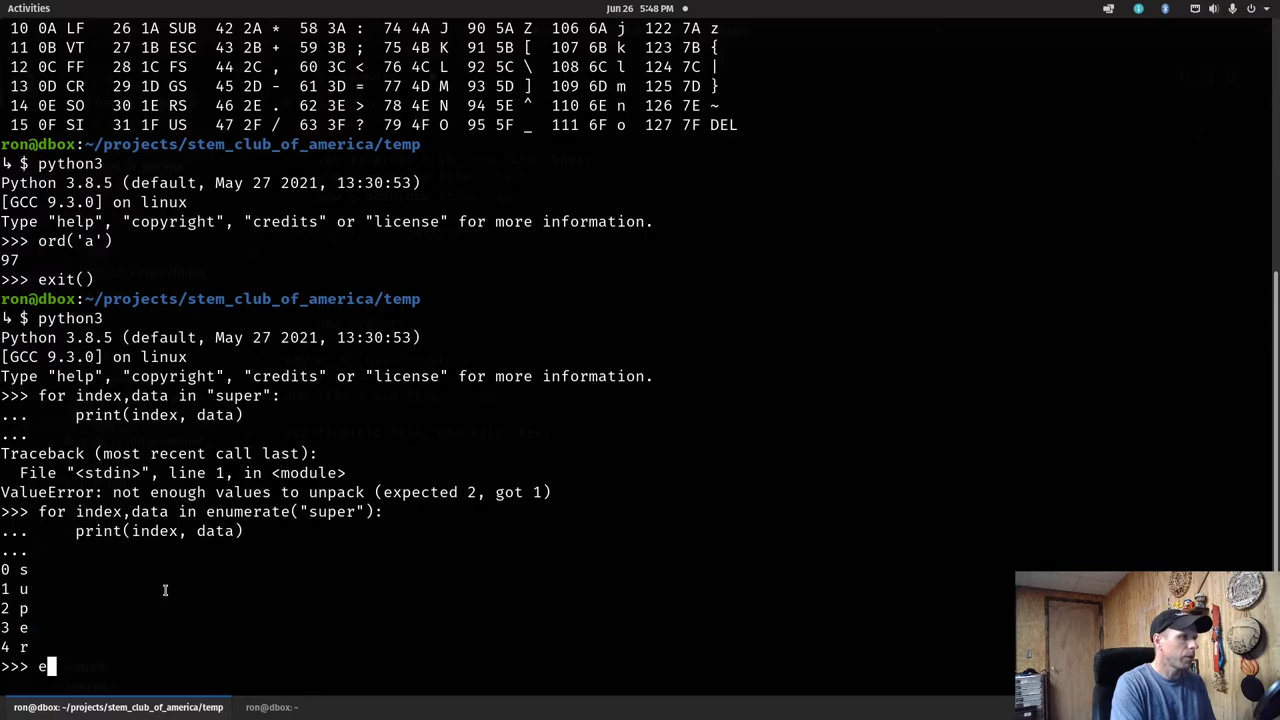 Activities
Jun 26 5:48 PM
10 0A LF 26 1A SUB 42 2A * 58 3A : 74 4A J 90 5A Z 106 6A j 122 7A z
11 0B VT 27 1B ESC 43 2B + 59 3B ; 75 4B K 91 5B [ 107 6B k 123 7B {
12 0C FF 28 1C FS 44 2C , 60 3C < 76 4C L 92 5C \ 108 6C l 124 7C |
13 0D CR 29 1D GS 45 2D - 61 3D = 77 4D M 93 5D ] 109 6D m 125 7D }
14 0E SO 30 1E RS 46 2E . 62 3E > 78 4E N 94 5E ^ 110 6E n 126 7E ~
15 0F SI 31 1F US 47 2F / 63 3F ? 79 4F O 95 5F _ 111 6F o 127 7F DEL
ron@dbox:~/projects/stem_club_of_america/temp
↳ $ python3
Python 3.8.5 (default, May 27 2021, 13:30:53)
[GCC 9.3.0] on linux
Type "help", "copyright", "credits" or "license" for more information.
>>> ord('a')
97
>>> exit()
ron@dbox:~/projects/stem_club_of_america/temp
↳ $ python3
Python 3.8.5 (default, May 27 2021, 13:30:53)
[GCC 9.3.0] on linux
Type "help", "copyright", "credits" or "license" for more information.
>>> for index,data in "super":
...     print(index, data)
...
Traceback (most recent call last):
  File "<stdin>", line 1, in <module>
ValueError: not enough values to unpack (expected 2, got 1)
>>> for index,data in enumerate("super"):
...     print(index, data)
...
0 s
1 u
2 p
3 e
4 r
>>> e
ron@dbox: ~/projects/stem_club_of_america/temp
ron@dbox: ~